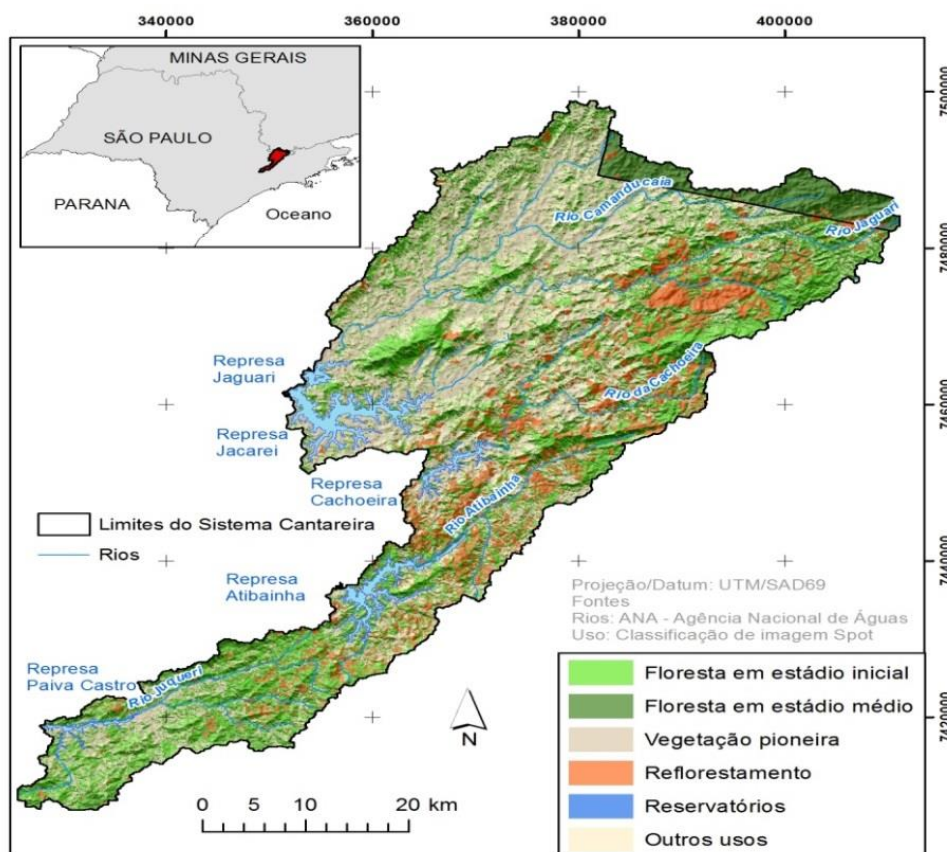 340000
360000
380000
4000000
MINAS GERAIS
SÃO PAULO
PARANA
Oceano
7500000
748000
7460000
7440000
7420000
Rio Camanducaia
Rio Jaguari
Represa
Jaguari
Rio da Cachoeira
Represa
Jacarei
Represa
Cachoeira
Rio Atibainha
Limites do Sistema Cantareira
Rios
Represa
Atibainha
Projeção/Datum: UTM/SAD69
Fontes
Rios: ANA - Agência Nacional de Águas
Uso: Classificação de imagem Spot
Represa
Paiva Castro
Rio Juqueri
N
0 5 10 20 km
Floresta em estádio inicial
Floresta em estádio médio
Vegetação pioneira
Reflorestamento
Reservatórios
Outros usos